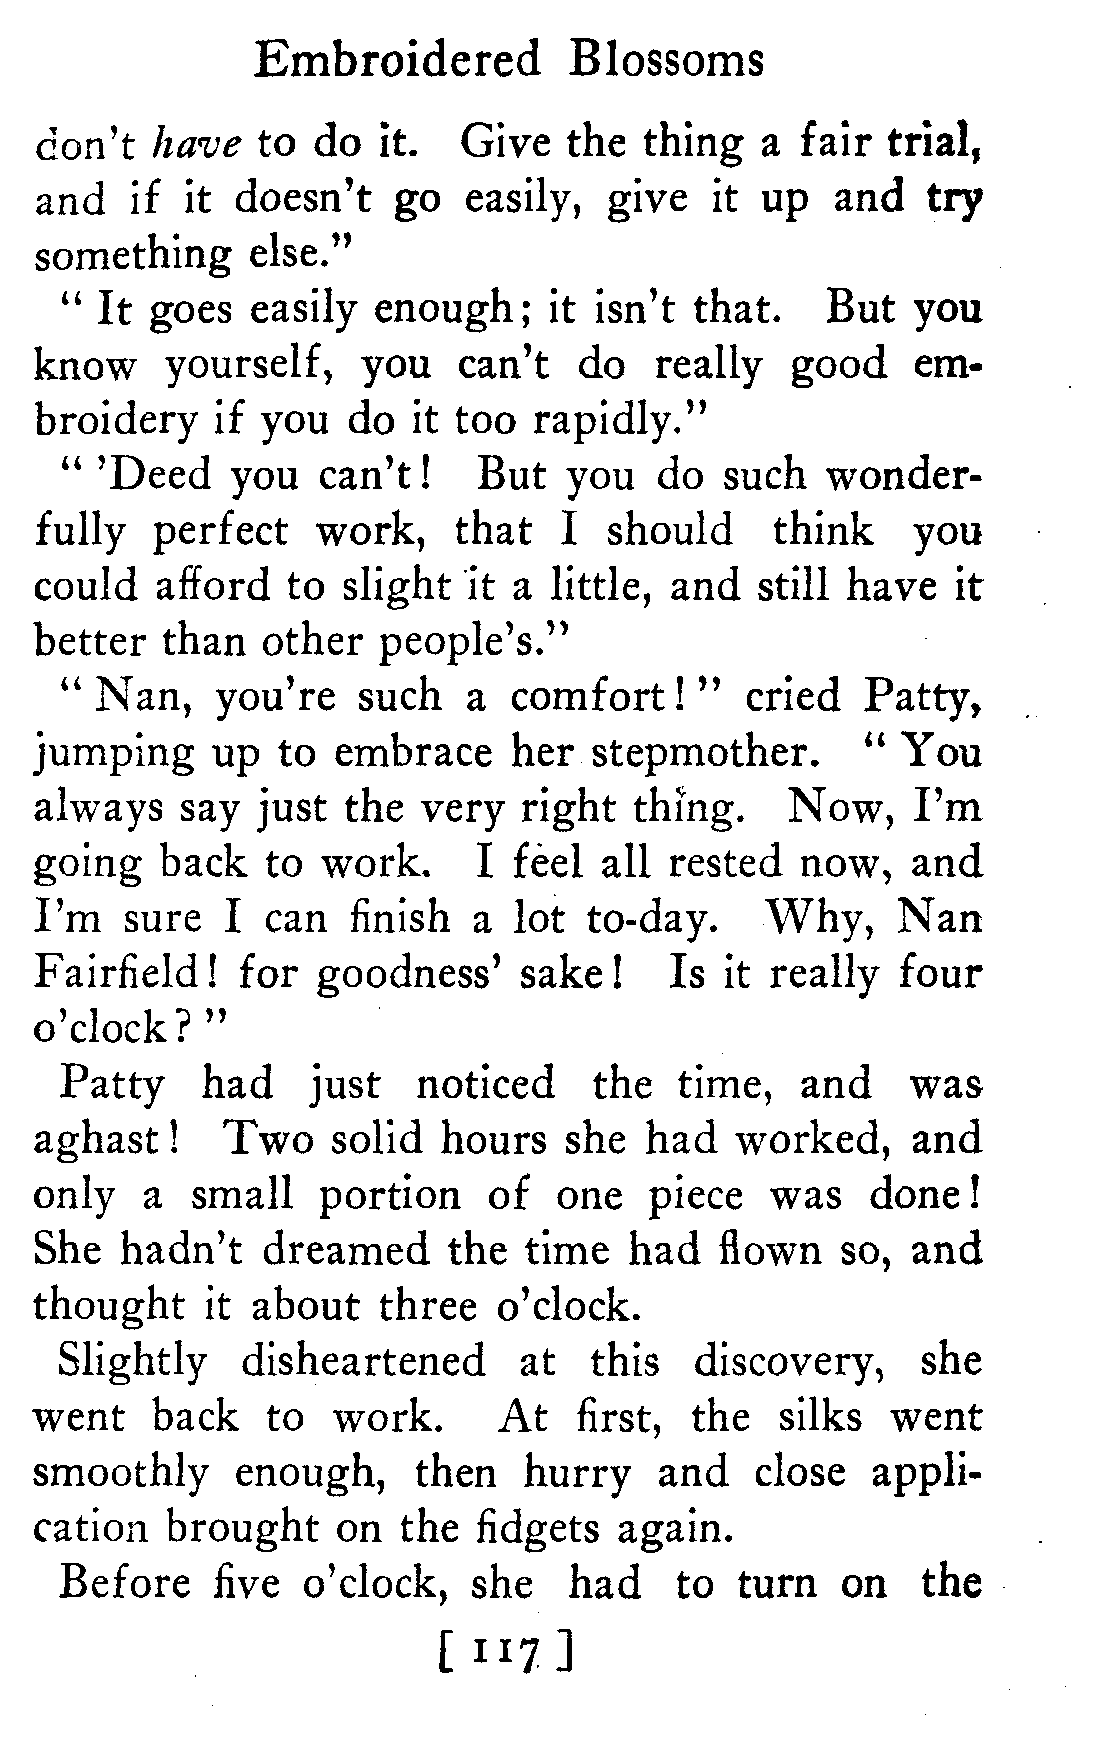 Embroidered Blossoms
don't have to do it. Give the thing a fair trial,
and if it doesn't go easily, give it up and try
something else."
" It goes easily enough; it isn't that. But you
know yourself, you can't do really good em-
broidery if you do it too rapidly."
" 'Deed you can't! But you do such wonder-
fully perfect work, that I should think you
could afford to slight it a little, and still have it
better than other people's."
" Nan, you're such a comfort! " cried Patty,
jumping up to embrace her stepmother. " You
always say just the very right thing. Now, I'm
going back to work. I feel all rested now, and
I'm sure I can finish a lot to-day. Why, Nan
Fairfield! for goodness' sake! Is it really four
o'clock? "
Patty had just noticed the time, and was
aghast! Two solid hours she had worked, and
only a small portion of one piece was done!
She hadn't dreamed the time had flown so, and
thought it about three o'clock.
Slightly disheartened at this discovery, she
went back to work. At first, the silks went
smoothly enough, then hurry and close appli-
cation brought on the fidgets again.
Before five o'clock, she had to turn on the
[ 117 ]